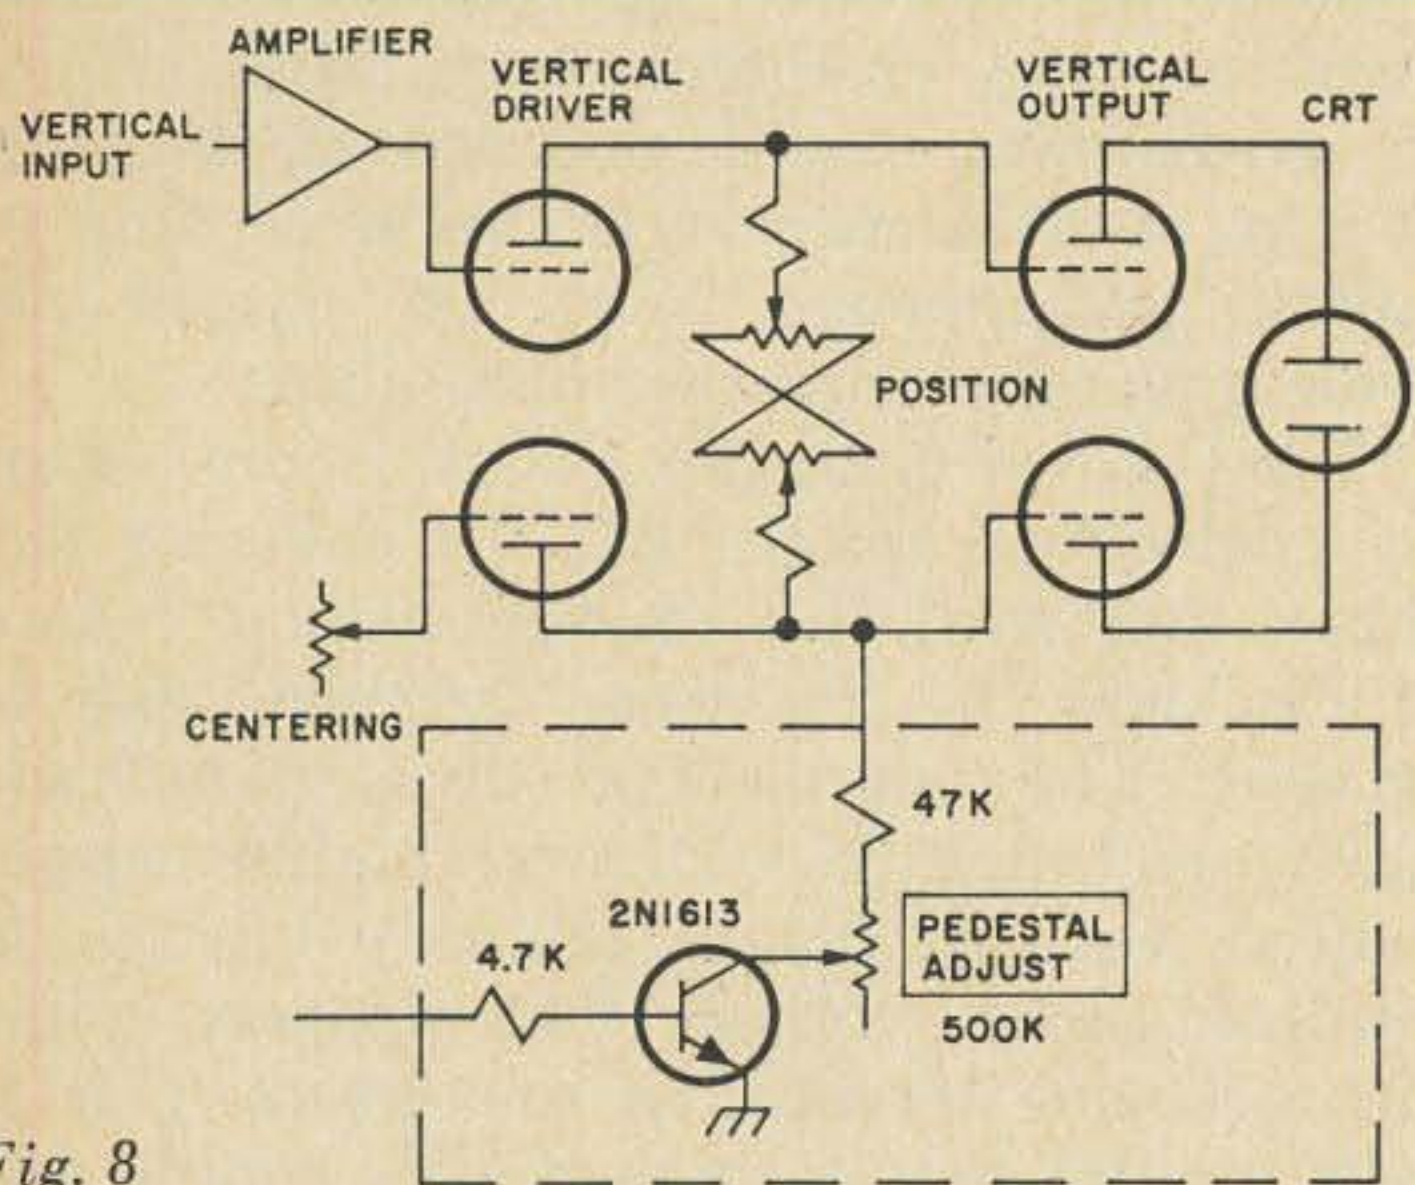 AMPLIFIER
VERTICAL
INPUT
VERTICAL
DRIVER
VERTICAL
OUTPUT
CRT
POSITION
CENTERING
47K
2N1613
4.7K
PEDESTAL
ADJUST
500K
Fig. 8